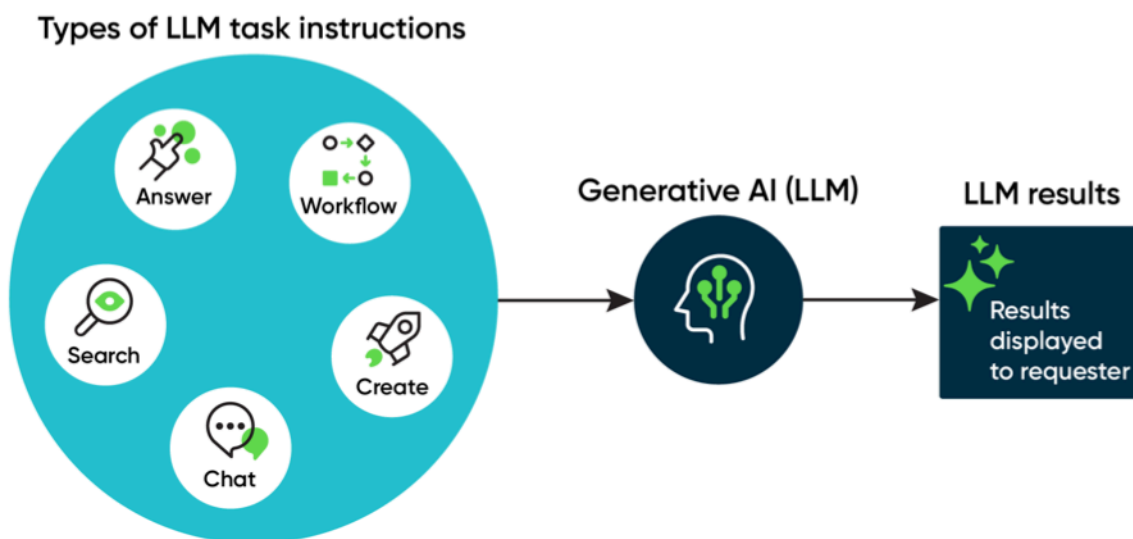 Types of LLM task instructions
Answer
Workflow
Search
Create
Chat
Generative AI (LLM)
LLM results
Results
displayed
to requester